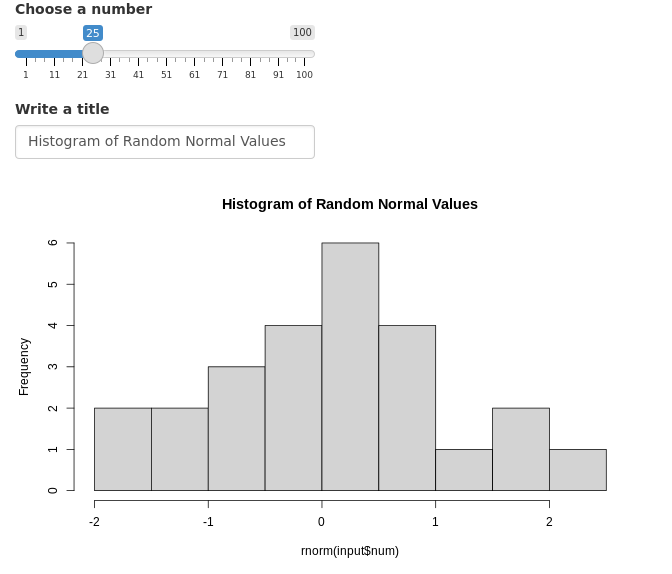 Choose a number
1 25 100
1 11 21 31 41 51 61 71 81 91 100
Write a title
Histogram of Random Normal Values
Histogram of Random Normal Values
Frequency
6
5
4
3
2
1
0
-2 -1 0 1 2
rnorm(input$num)